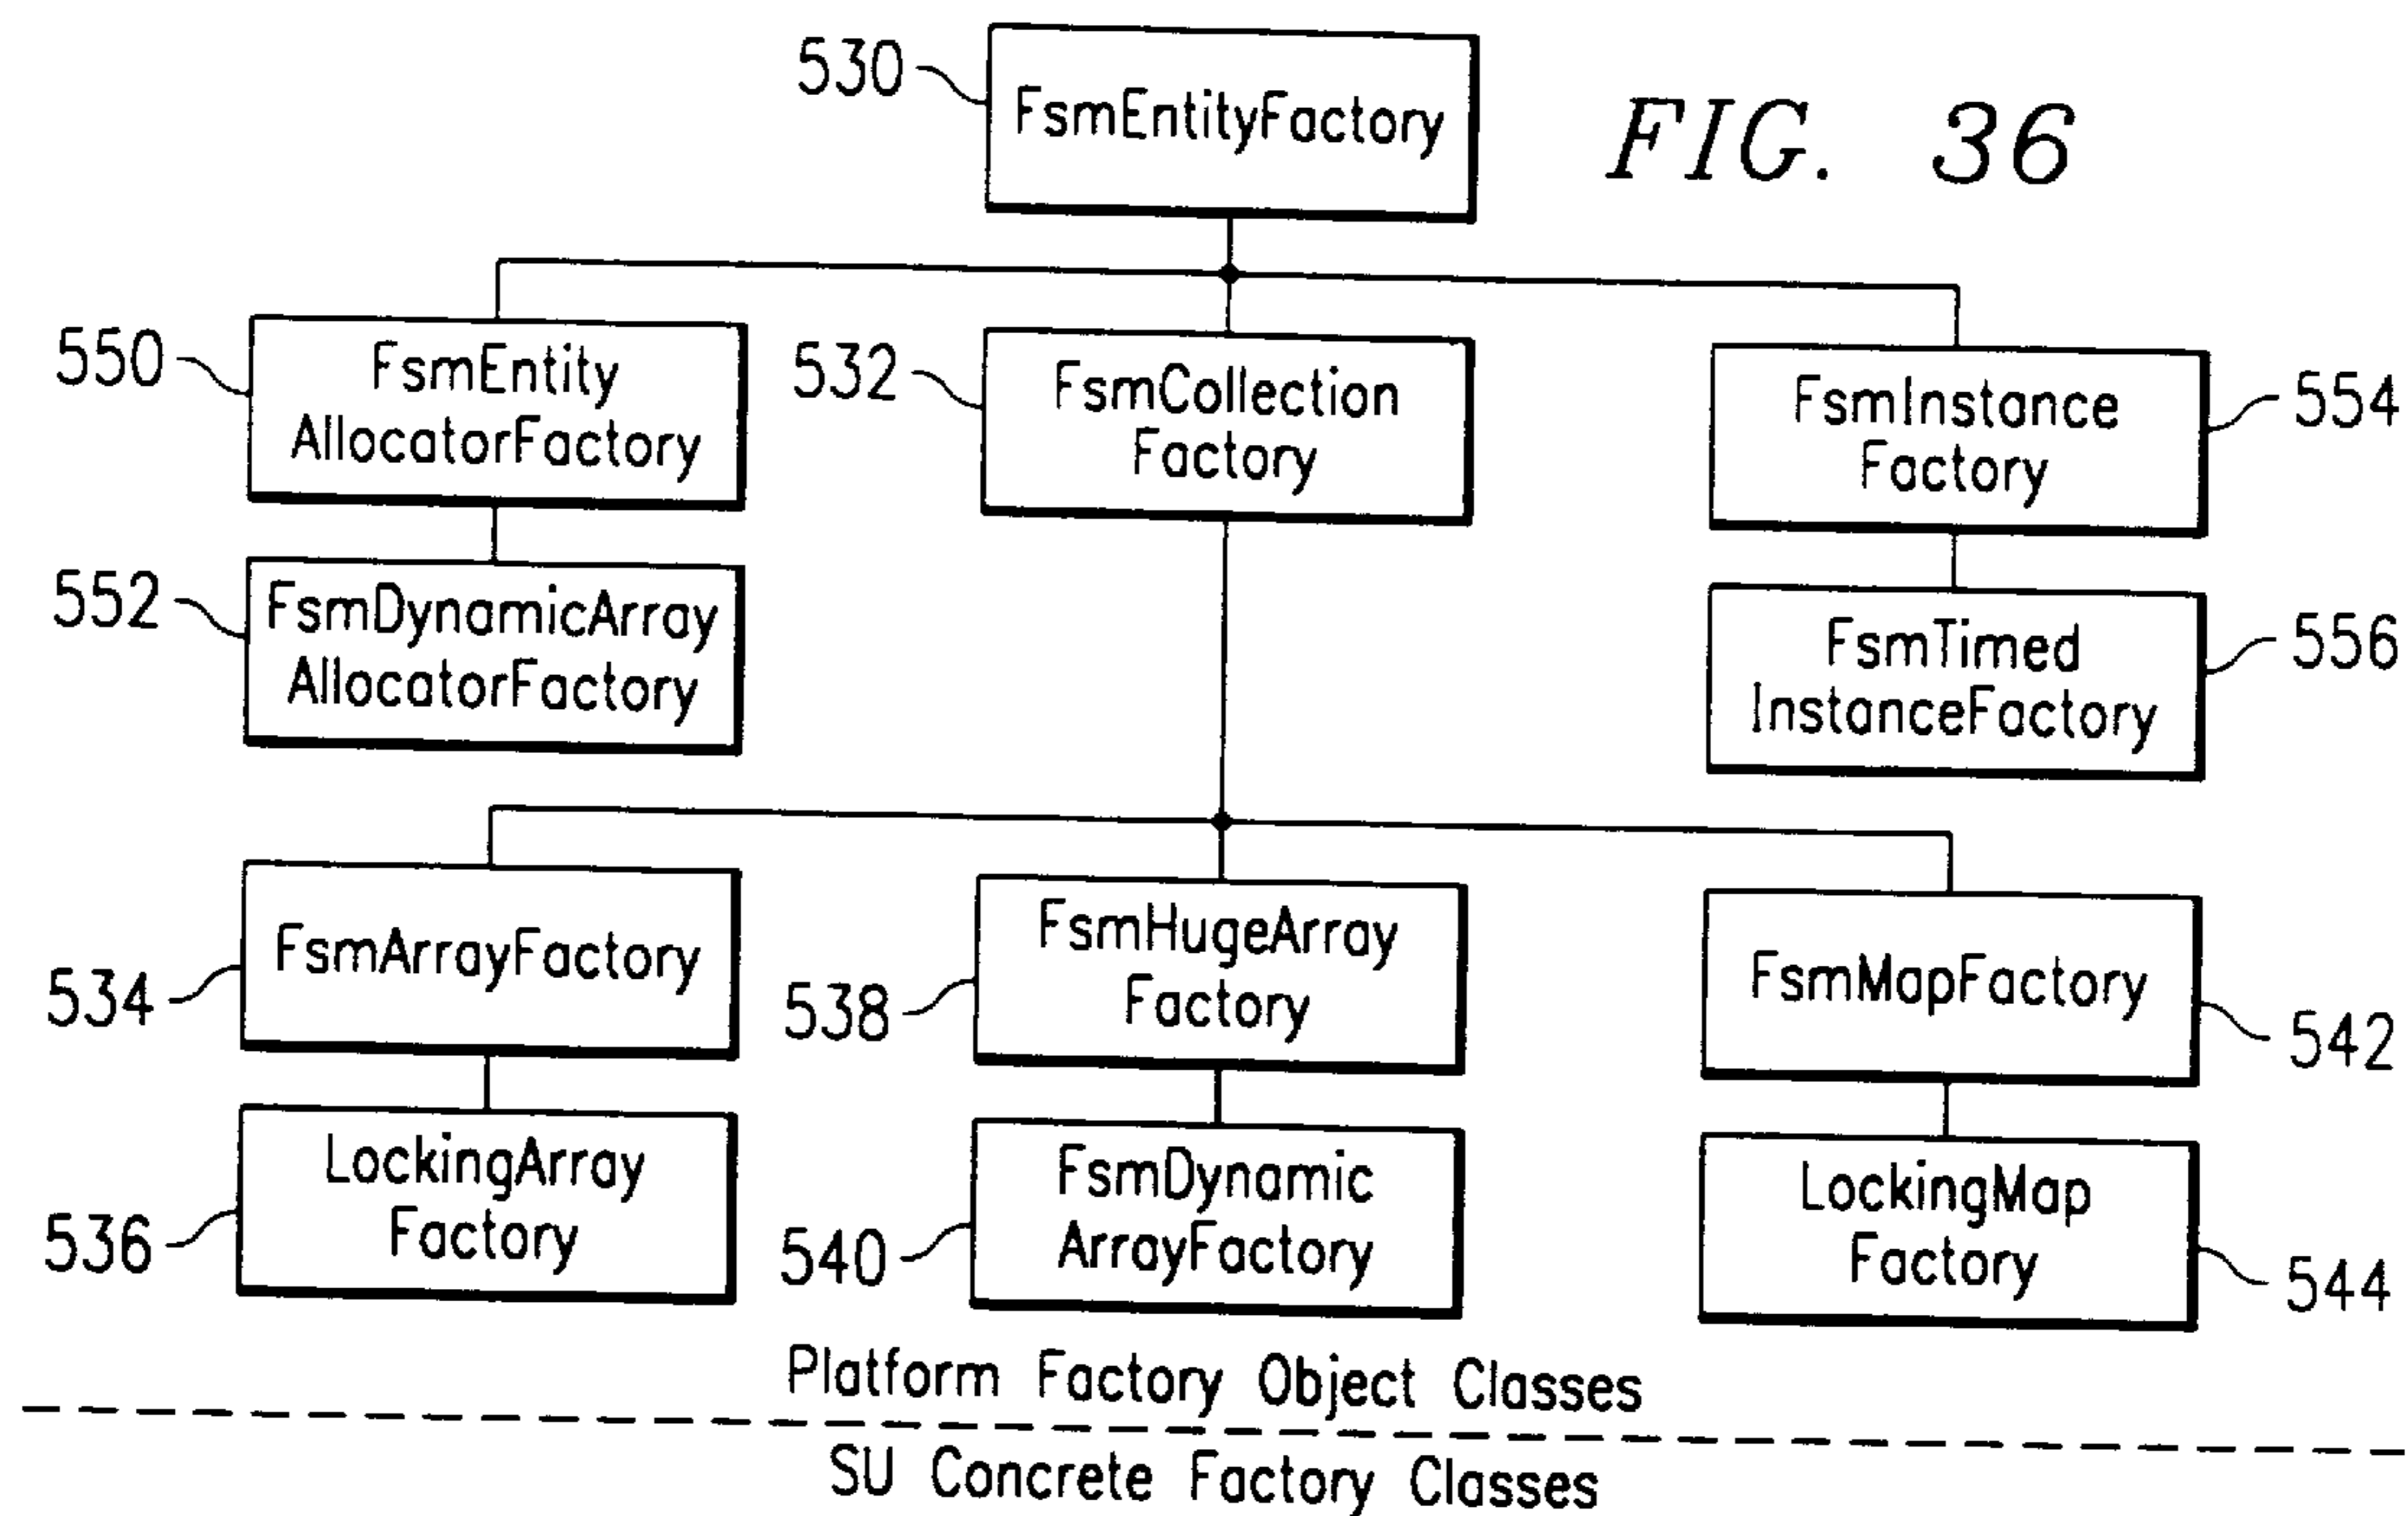 530
FsmEntityFactory
FIG. 36
550
FsmEntity
AllocatorFactory
532
FsmCollection
Factory
FsmInstance
Factory
554
552
FsmDynamicArray
AllocatorFactory
FsmTimed
InstanceFactory
556
534
FsmArrayFactory
538
FsmHugeArray
Factory
FsmMapFactory
542
536
LockingArray
Factory
540
FsmDynamic
ArrayFactory
LockingMap
Factory
544
Platform Factory Object Classes
SU Concrete Factory Classes